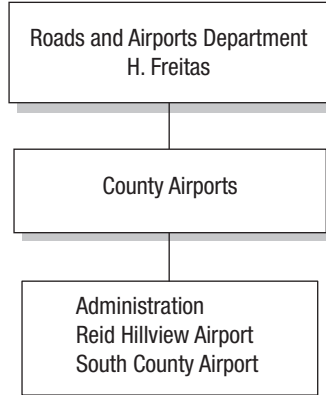 Roads and Airports Department
H. Freitas
County Airports
Administration
Reid Hillview Airport
South County Airport